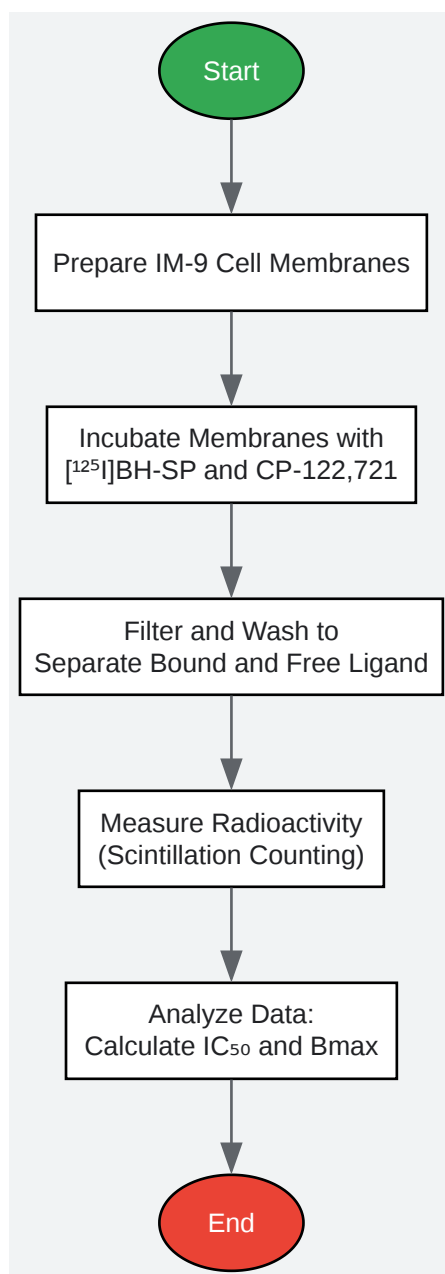 Start
Prepare IM-9 Cell Membranes
Incubate Membranes with
[¹²⁵I]BH-SP and CP-122,721
Filter and Wash to
Separate Bound and Free Ligand
Measure Radioactivity
(Scintillation Counting)
Analyze Data:
Calculate IC₅₀ and Bmax
End